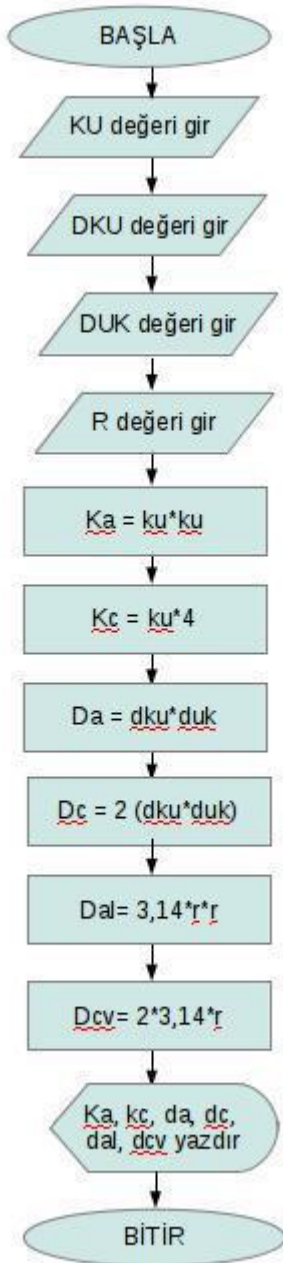 BAŞLA
KU değeri gir
DKU değeri gir
DUK değeri gir
R değeri gir
Ka = ku*ku
Kc = ku*4
Da = dku*duk
Dc = 2 (dku*duk)
Dal= 3,14*r*r
Dcv= 2*3,14*r
Ka, kc, da, dc,
dal, dcv yazdır
BİTİR